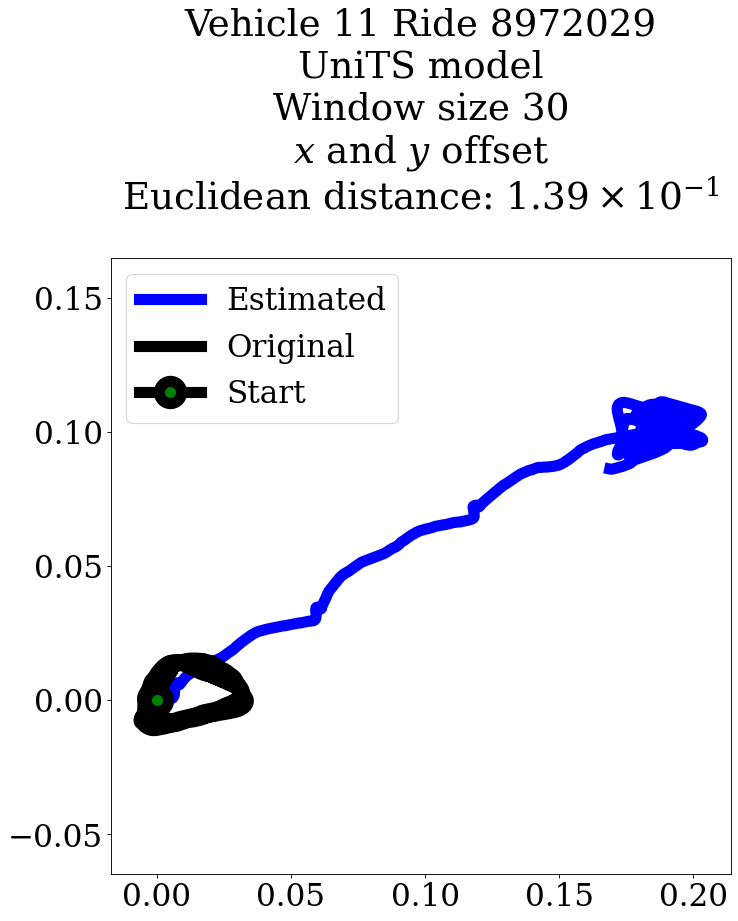 Vehicle 11 Ride 8972029
UniTS model
Window size 30
x and y offset
Euclidean distance: 1.39 × 10⁻¹
Estimated
Original
Start
0.15
0.10
0.05
0.00
−0.05
0.00 0.05 0.10 0.15 0.20